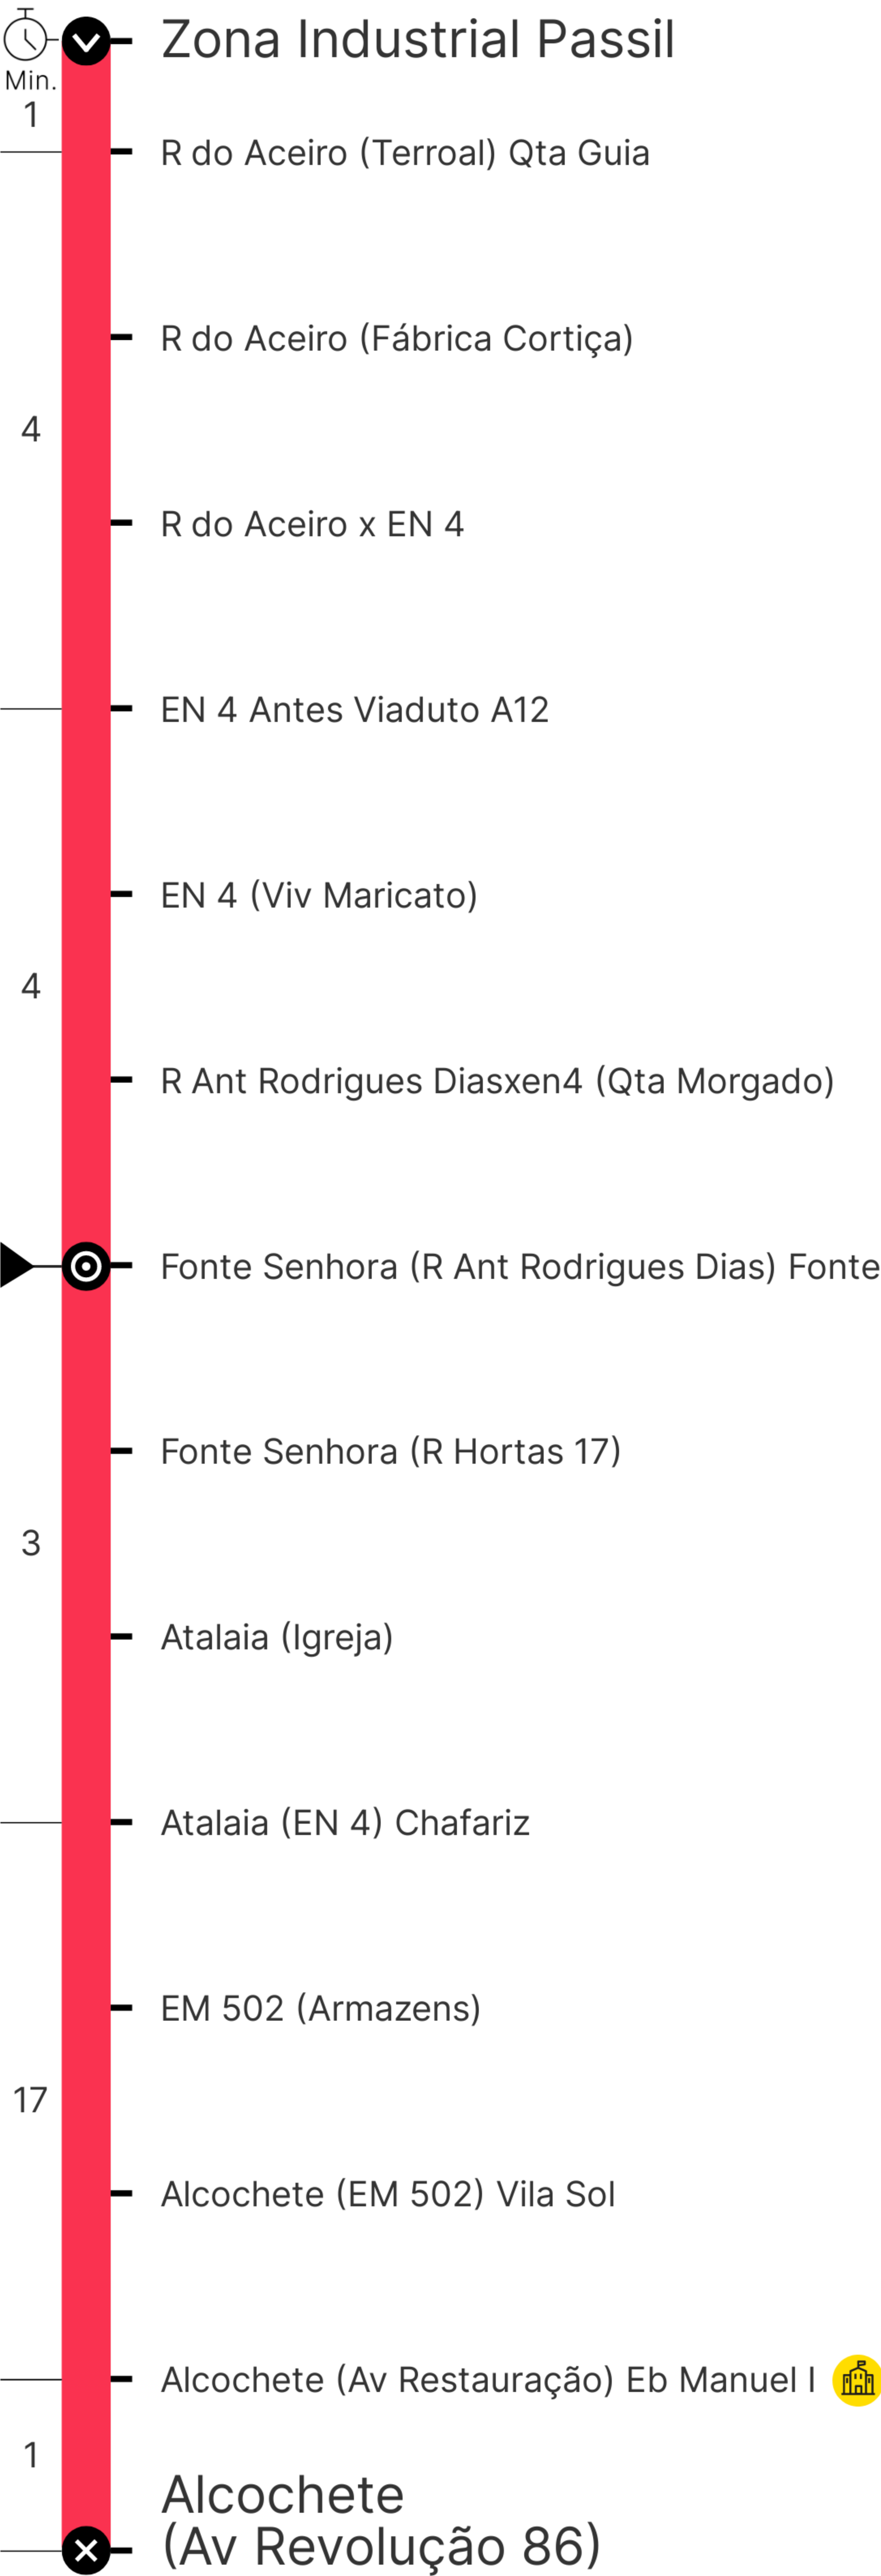 Zona Industrial Passil
Min.
1
R do Aceiro (Terroal) Qta Guia
R do Aceiro (Fábrica Cortiça)
4
R do Aceiro x EN 4
EN 4 Antes Viaduto A12
EN 4 (Viv Maricato)
4
R Ant Rodrigues Diasxen4 (Qta Morgado)
Fonte Senhora (R Ant Rodrigues Dias) Fonte
Fonte Senhora (R Hortas 17)
3
Atalaia (Igreja)
Atalaia (EN 4) Chafariz
EM 502 (Armazens)
17
Alcochete (EM 502) Vila Sol
Alcochete (Av Restauração) Eb Manuel I
1
Alcochete
(Av Revolução 86)